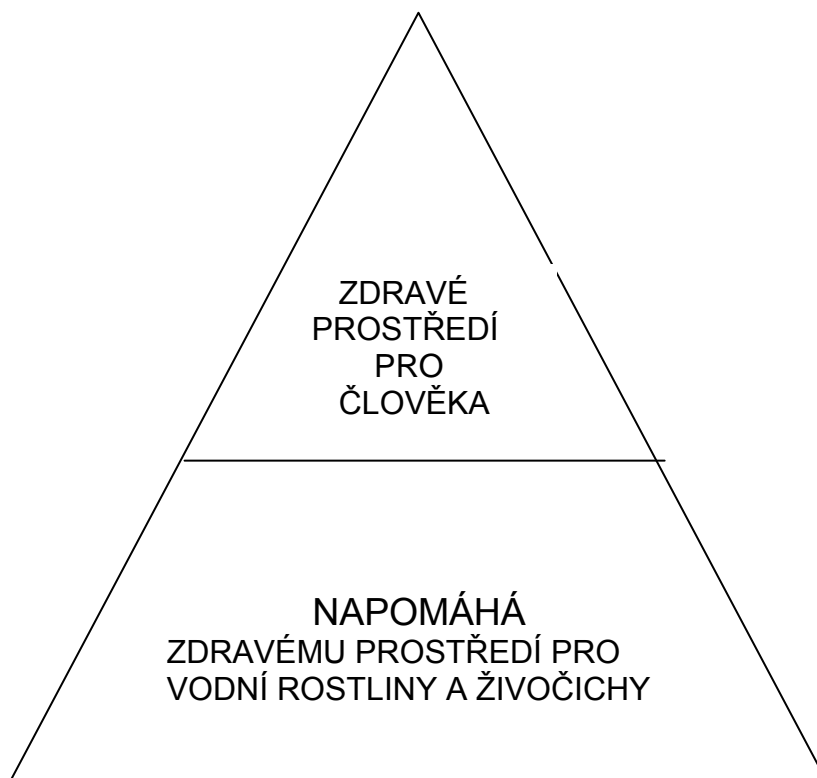 ZDRAVÉ
PROSTŘEDÍ
PRO
ČLOVĚKA
NAPOMÁHÁ
ZDRAVÉMU PROSTŘEDÍ PRO
VODNÍ ROSTLINY A ŽIVOČICHY